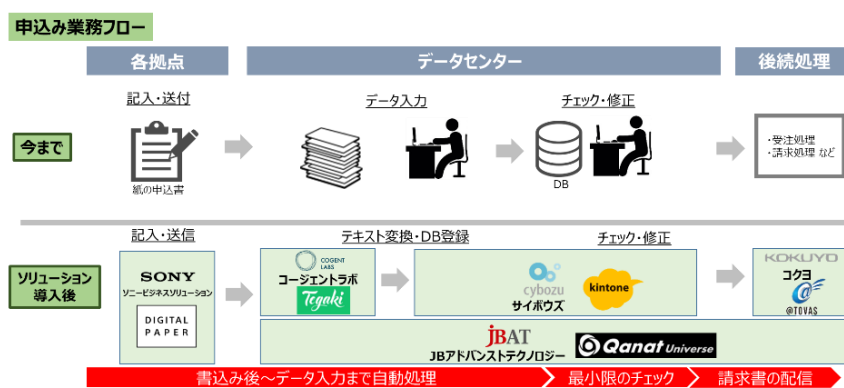 申込み業務フロー
各拠点
データセンター
後続処理
今まで
記入・送付
紙の申込書
データ入力
チェック・修正
DB
・受注処理
・請求処理 など
ソリューション
導入後
記入・送信
SONY
ソニービジネスソリューション
DIGITAL
PAPER
テキスト変換・DB登録
COGENT
LABS
コージェントラボ
Tegaki
チェック・修正
cybozu
サイボウズ
kintone
KOKUYO
コクヨ
@TOVAS
JBAT
JBアドバンストテクノロジー
Qanat Universe
書込み後～データ入力まで自動処理
最小限のチェック
請求書の配信